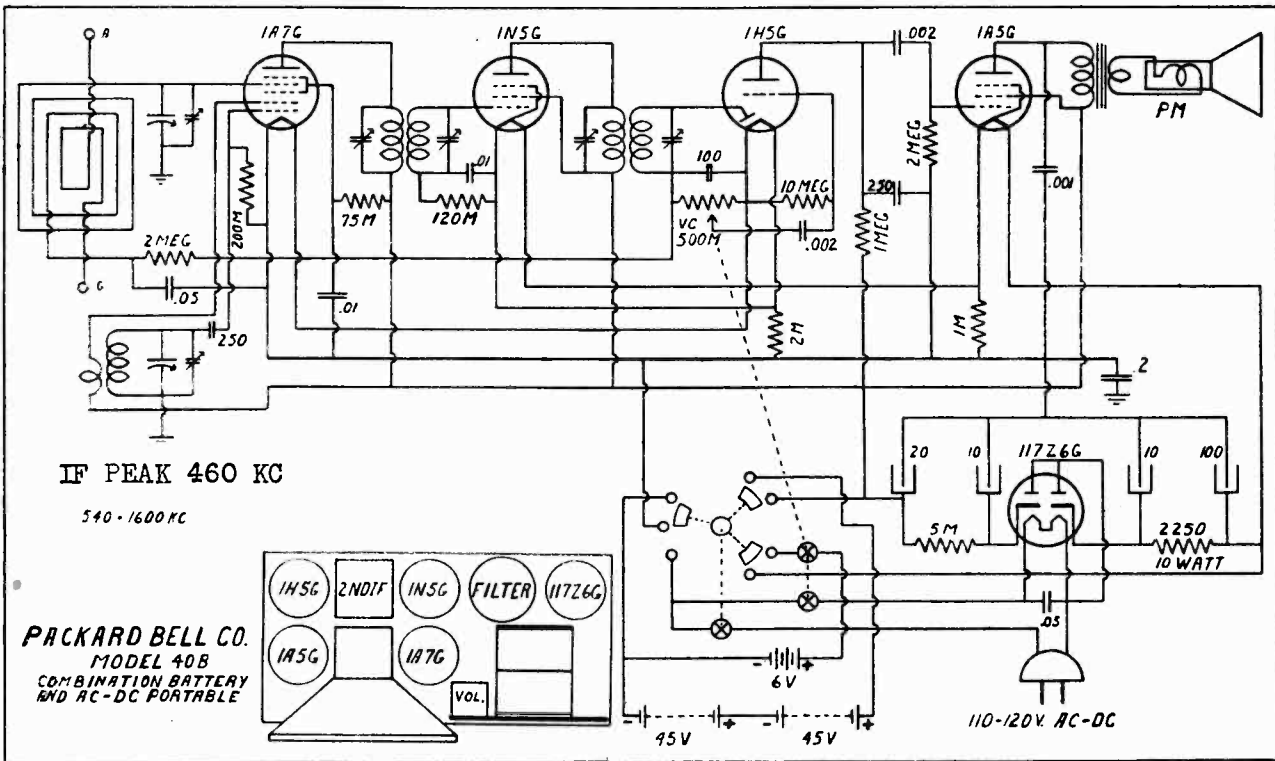 A
1A7G
1N5G
1H5G
.002
1A5G
PM
200M
75M
.01
120M
100
VC
500M
10 MEG
.002
250
1 MEG
2 MEG
.001
2 MEG
.05
G
.01
250
2M
1M
.2
IF PEAK 460 KC
540-1600 KC
20
10
117Z6G
10
100
5M
2250
10 WATT
.05
- +
6V
- + - +
45V 45V
110-120V. AC-DC
1H5G
2ND IF
1N5G
FILTER
117Z6G
1A5G
1A7G
VOL.
PACKARD BELL CO.
MODEL 40B
COMBINATION BATTERY
AND AC-DC PORTABLE